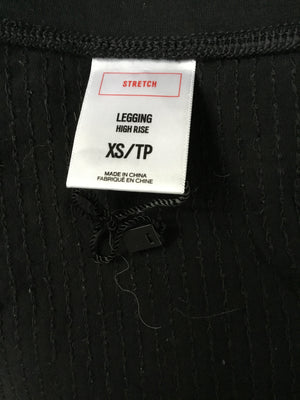 STRETCH
LEGGING
HIGH RISE
XS/TP
MADE IN CHINA
FABRIQUÉ EN CHINE